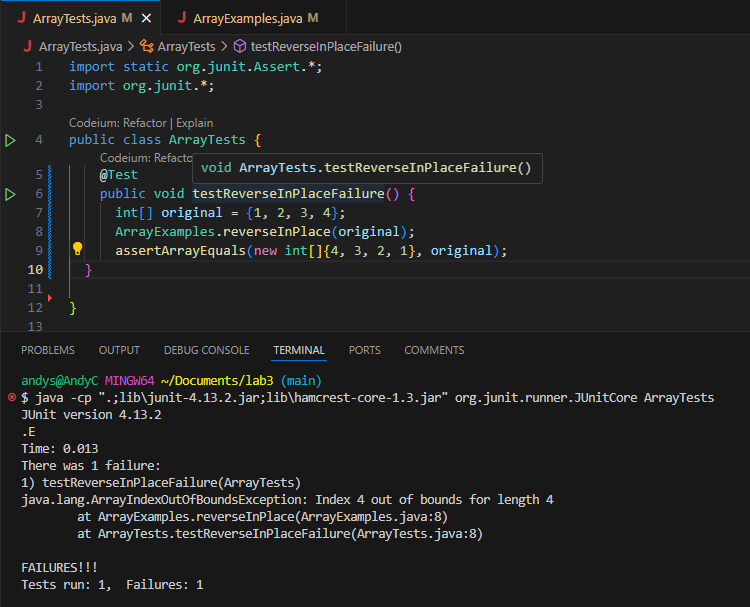 ArrayTests.java M ArrayExamples.java M
ArrayTests.java > ArrayTests > testReverseInPlaceFailure()
1 import static org.junit.Assert.*;
2 import org.junit.*;
3
Codeium: Refactor | Explain
4 public class ArrayTests {
Codeium: Refacto
void ArrayTests.testReverseInPlaceFailure()
5 @Test
6 public void testReverseInPlaceFailure() {
7 int[] original = {1, 2, 3, 4};
8 ArrayExamples.reverseInPlace(original);
9 assertArrayEquals(new int[]{4, 3, 2, 1}, original);
10 }
11
12 }
13
PROBLEMS OUTPUT DEBUG CONSOLE TERMINAL PORTS COMMENTS
andys@AndyC MINGW64 ~/Documents/lab3 (main)
$ java -cp ".;lib\junit-4.13.2.jar;lib\hamcrest-core-1.3.jar" org.junit.runner.JUnitCore ArrayTests
JUnit version 4.13.2
.E
Time: 0.013
There was 1 failure:
1) testReverseInPlaceFailure(ArrayTests)
java.lang.ArrayIndexOutOfBoundsException: Index 4 out of bounds for length 4
at ArrayExamples.reverseInPlace(ArrayExamples.java:8)
at ArrayTests.testReverseInPlaceFailure(ArrayTests.java:8)
FAILURES!!!
Tests run: 1, Failures: 1